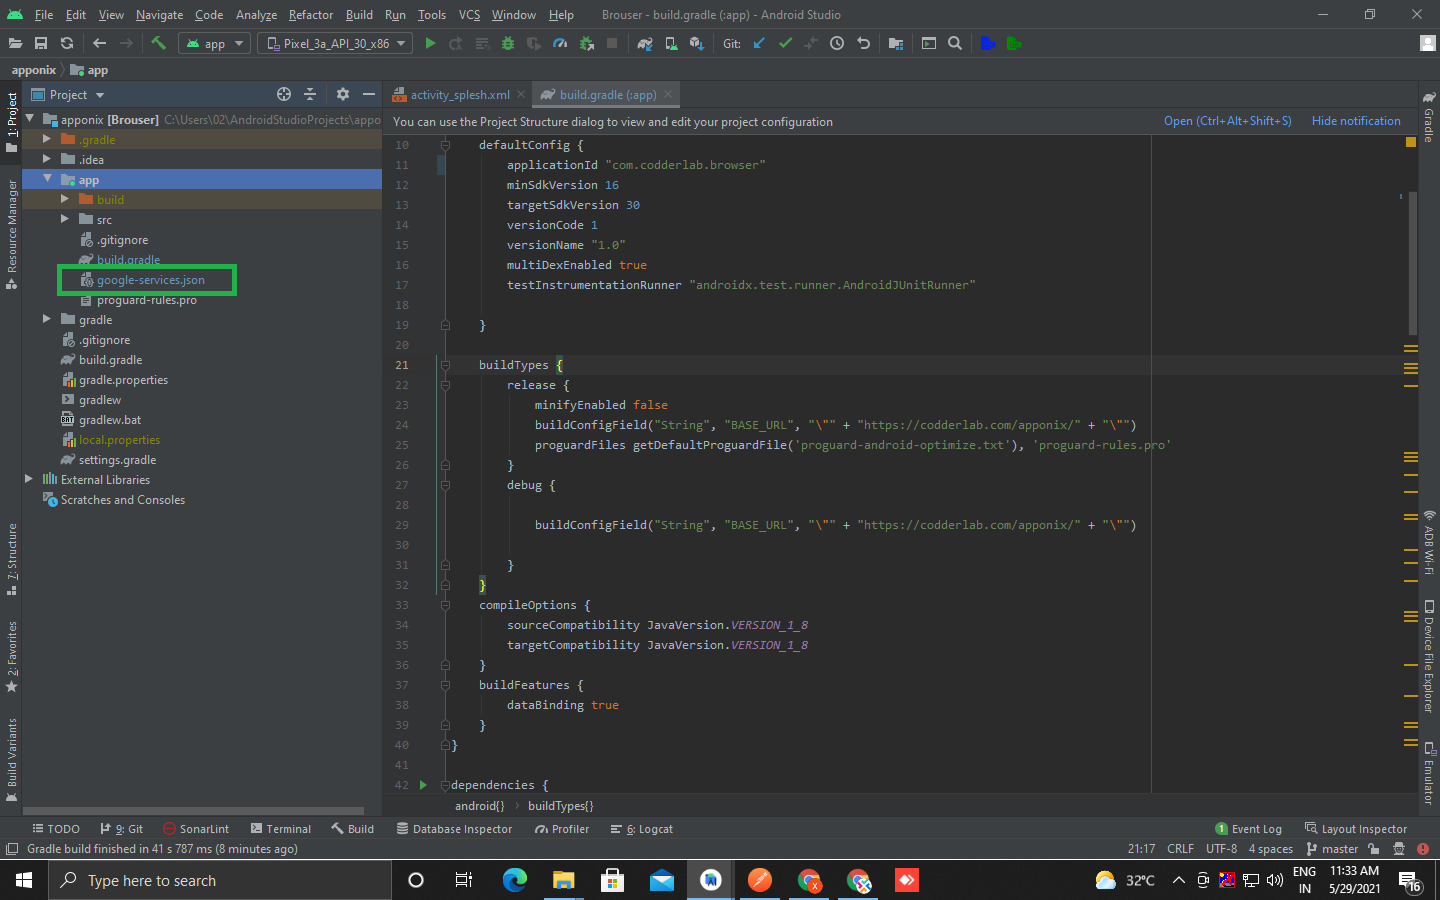 File Edit View Navigate Code Analyze Refactor Build Run Tools VCS Window Help Brouser - build.gradle (:app) - Android Studio
app Pixel_3a_API_30_x86 Git:
apponix app
Project activity_splesh.xml build.gradle (:app)
You can use the Project Structure dialog to view and edit your project configuration Open (Ctrl+Alt+Shift+S) Hide notification
1: Project
Resource Manager
7: Structure
2: Favorites
Build Variants
apponix [Brouser] C:\Users\02\AndroidStudioProjects\appo
.gradle
.idea
app
build
src
.gitignore
build.gradle
google-services.json
proguard-rules.pro
gradle
.gitignore
build.gradle
gradle.properties
gradlew
gradlew.bat
local.properties
settings.gradle
External Libraries
Scratches and Consoles
10 defaultConfig {
11 applicationId "com.codderlab.browser"
12 minSdkVersion 16
13 targetSdkVersion 30
14 versionCode 1
15 versionName "1.0"
16 multiDexEnabled true
17 testInstrumentationRunner "androidx.test.runner.AndroidJUnitRunner"
18
19 }
20
21 buildTypes {
22 release {
23 minifyEnabled false
24 buildConfigField("String", "BASE_URL", "\"" + "https://codderlab.com/apponix/" + "\"")
25 proguardFiles getDefaultProguardFile('proguard-android-optimize.txt'), 'proguard-rules.pro'
26 }
27 debug {
28
29 buildConfigField("String", "BASE_URL", "\"" + "https://codderlab.com/apponix/" + "\"")
30
31 }
32 }
33 compileOptions {
34 sourceCompatibility JavaVersion.VERSION_1_8
35 targetCompatibility JavaVersion.VERSION_1_8
36 }
37 buildFeatures {
38 dataBinding true
39 }
40 }
41
42 dependencies {
android{} buildTypes{}
Gradle
ADB Wi-Fi
Device File Explorer
Emulator
TODO 9: Git SonarLint Terminal Build Database Inspector Profiler 6: Logcat 1 Event Log Layout Inspector
Gradle build finished in 41 s 787 ms (8 minutes ago) 21:17 CRLF UTF-8 4 spaces master
Type here to search 32°C ENG 11:33 AM
IN 5/29/2021 16